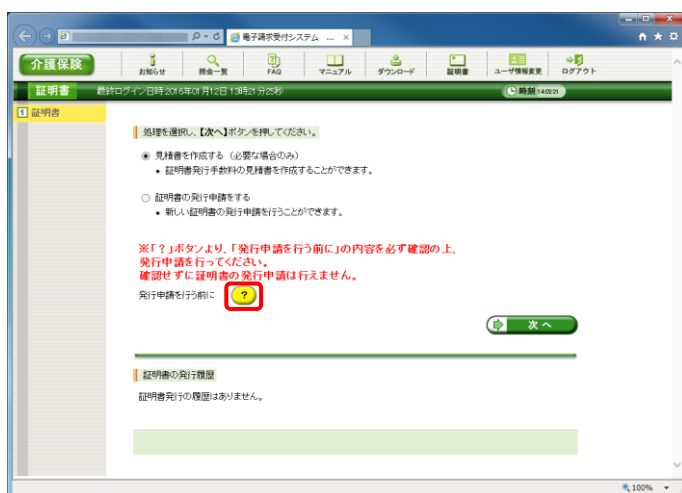 電子請求受付システム ... ×
介護保険
お知らせ 照会一覧 FAQ マニュアル ダウンロード 証明書 ユーザ情報変更 ログアウト
証明書 最終ログイン日時:2016年01月12日 13時21分25秒 時刻 14:02:21
1 証明書
処理を選択し、【次へ】ボタンを押してください。
見積書を作成する（必要な場合のみ）
• 証明書発行手数料の見積書を作成することができます。
証明書の発行申請をする
• 新しい証明書の発行申請を行うことができます。
※「？」ボタンより、「発行申請を行う前に」の内容を必ず確認の上、
発行申請を行ってください。
確認せずに証明書の発行申請は行えません。
発行申請を行う前に ?
次へ
証明書の発行履歴
証明書発行の履歴はありません。
100%